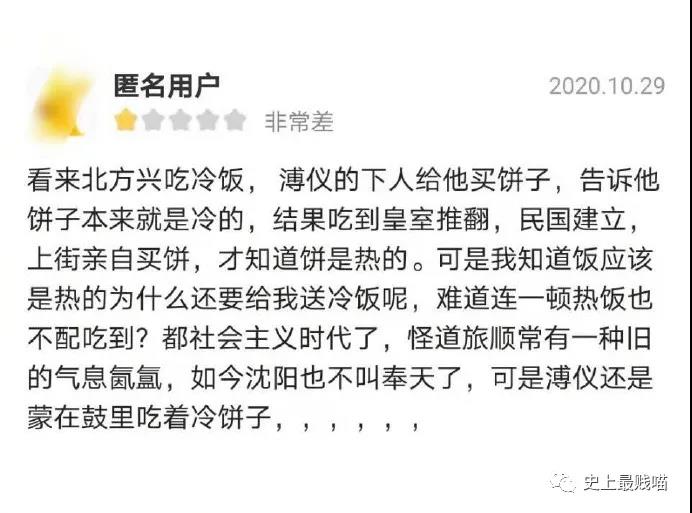 匿名用户
2020.10.29
非常差
看来北方兴吃冷饭，溥仪的下人给他买饼子，告诉他
饼子本来就是冷的，结果吃到皇室推翻，民国建立，
上街亲自买饼，才知道饼是热的。可是我知道饭应该
是热的为什么还要给我送冷饭呢，难道连一顿热饭也
不配吃到？都社会主义时代了，怪道旅顺常有一种旧
的气息氤氲，如今沈阳也不叫奉天了，可是溥仪还是
蒙在鼓里吃着冷饼子，，，，，，
史上最贱喵